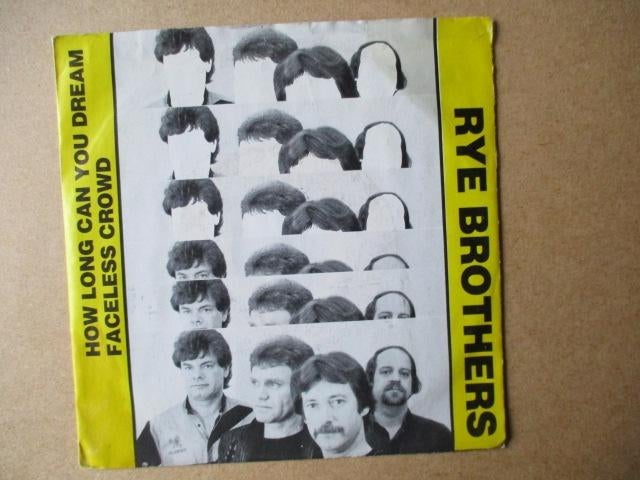 HOW LONG CAN YOU DREAM
FACELESS CROWD
RYE BROTHERS